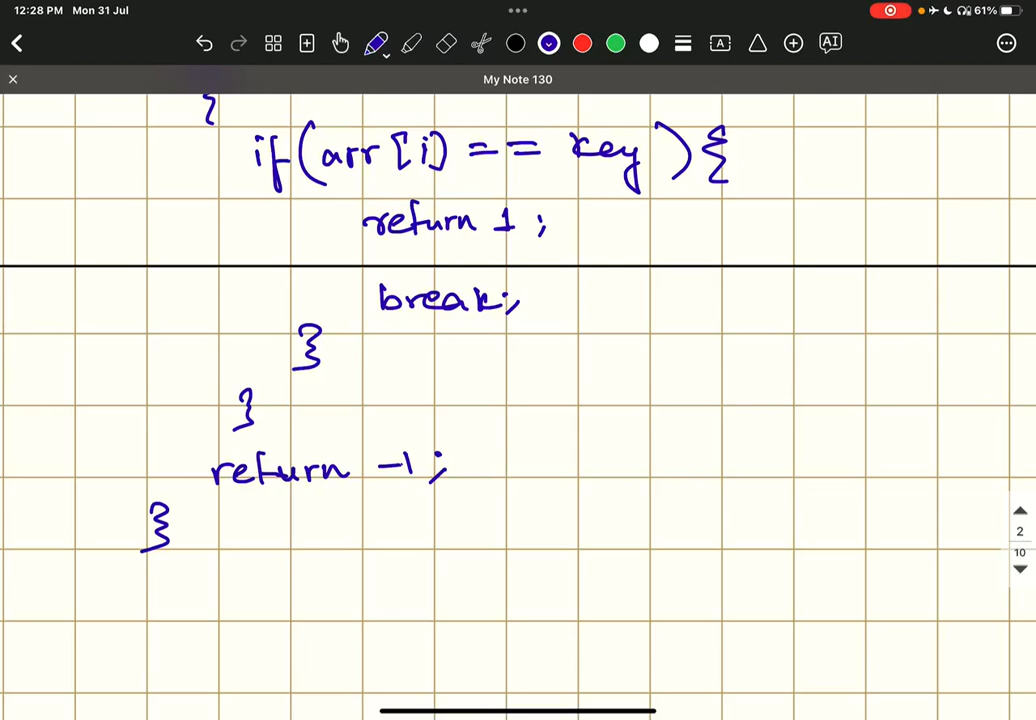 12:28 PM Mon 31 Jul
61%
A
AI
My Note 130
{
if(arr[i] == key){
return 1;
break;
}
}
return -1;
}
2
10